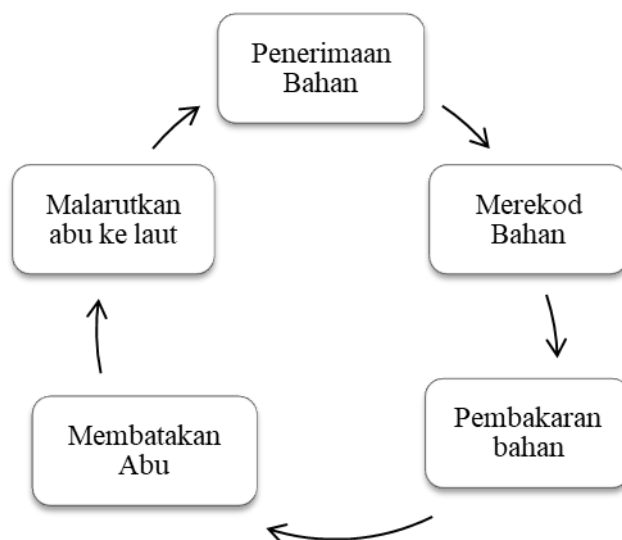 Penerimaan
Bahan
Merekod
Bahan
Pembakaran
bahan
Membatakan
Abu
Malarutkan
abu ke laut